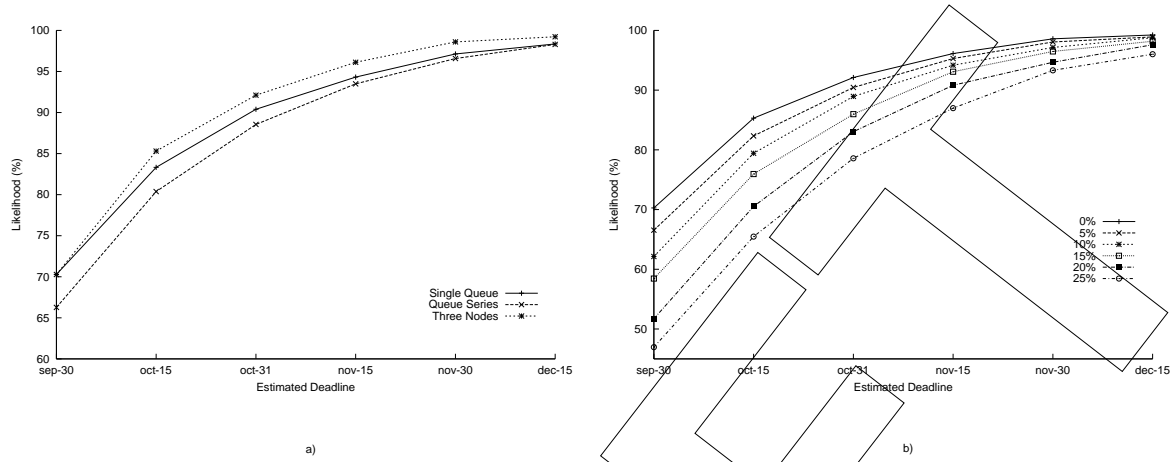 100
95
90
85
80
75
70
65
60
Likelihood (%)
sep-30 oct-15 oct-31 nov-15 nov-30 dec-15
Estimated Deadline
Single Queue
Queue Series
Three Nodes
a)
100
90
80
70
60
50
Likelihood (%)
sep-30 oct-15 oct-31 nov-15 nov-30 dec-15
Estimated Deadline
0%
5%
10%
15%
20%
25%
b)